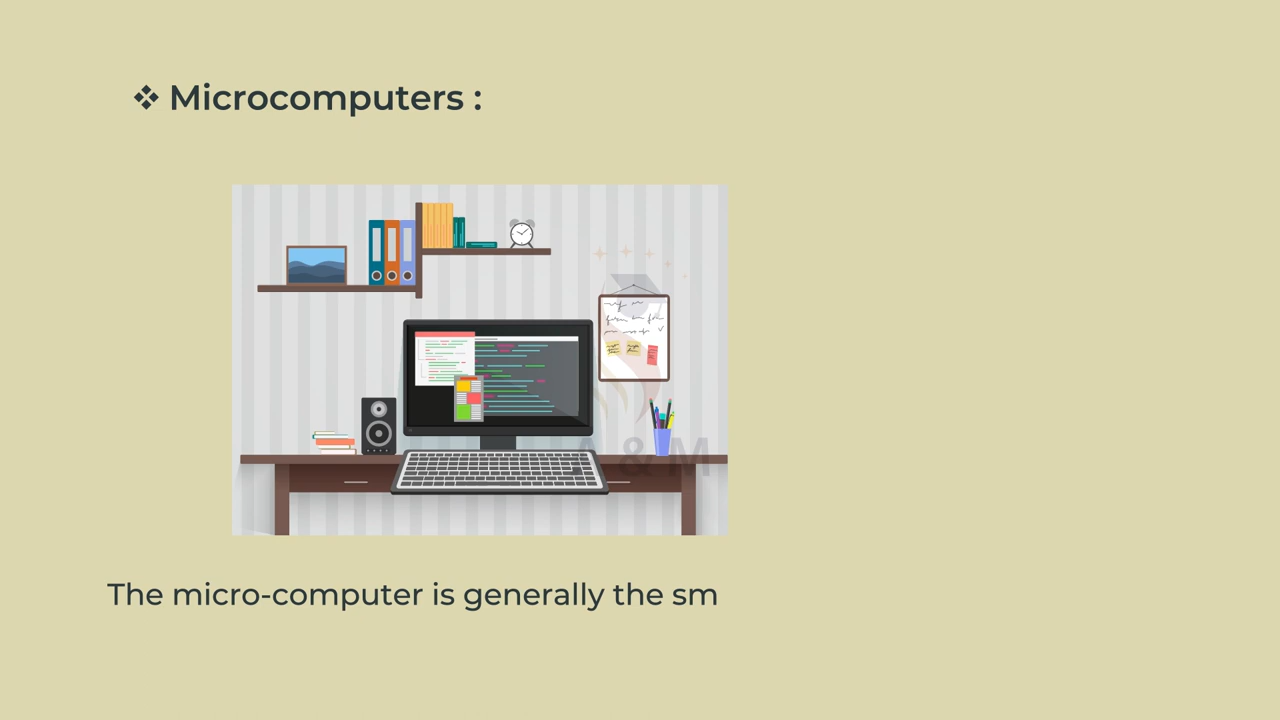 ❖ Microcomputers :
A & M
The micro-computer is generally the sm